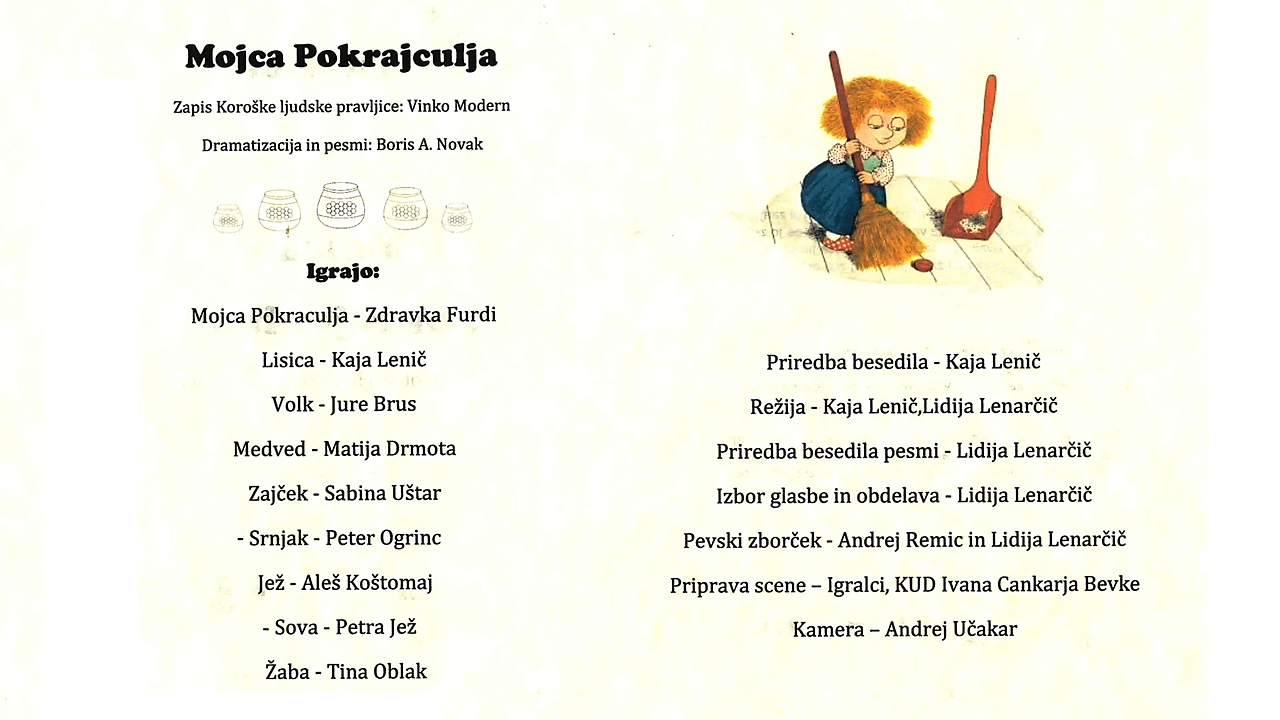 Mojca Pokrajculja
Zapis Koroške ljudske pravljice: Vinko Modern
Dramatizacija in pesmi: Boris A. Novak
Igrajo:
Mojca Pokraculja - Zdravka Furdi
Lisica - Kaja Lenič
Volk - Jure Brus
Medved - Matija Drmota
Zajček - Sabina Uštar
- Srnjak - Peter Ogrinc
Jež - Aleš Koštomaj
- Sova - Petra Jež
Žaba - Tina Oblak
Priredba besedila - Kaja Lenič
Režija - Kaja Lenič,Lidija Lenarčič
Priredba besedila pesmi - Lidija Lenarčič
Izbor glasbe in obdelava - Lidija Lenarčič
Pevski zborček - Andrej Remic in Lidija Lenarčič
Priprava scene – Igralci, KUD Ivana Cankarja Bevke
Kamera – Andrej Učakar